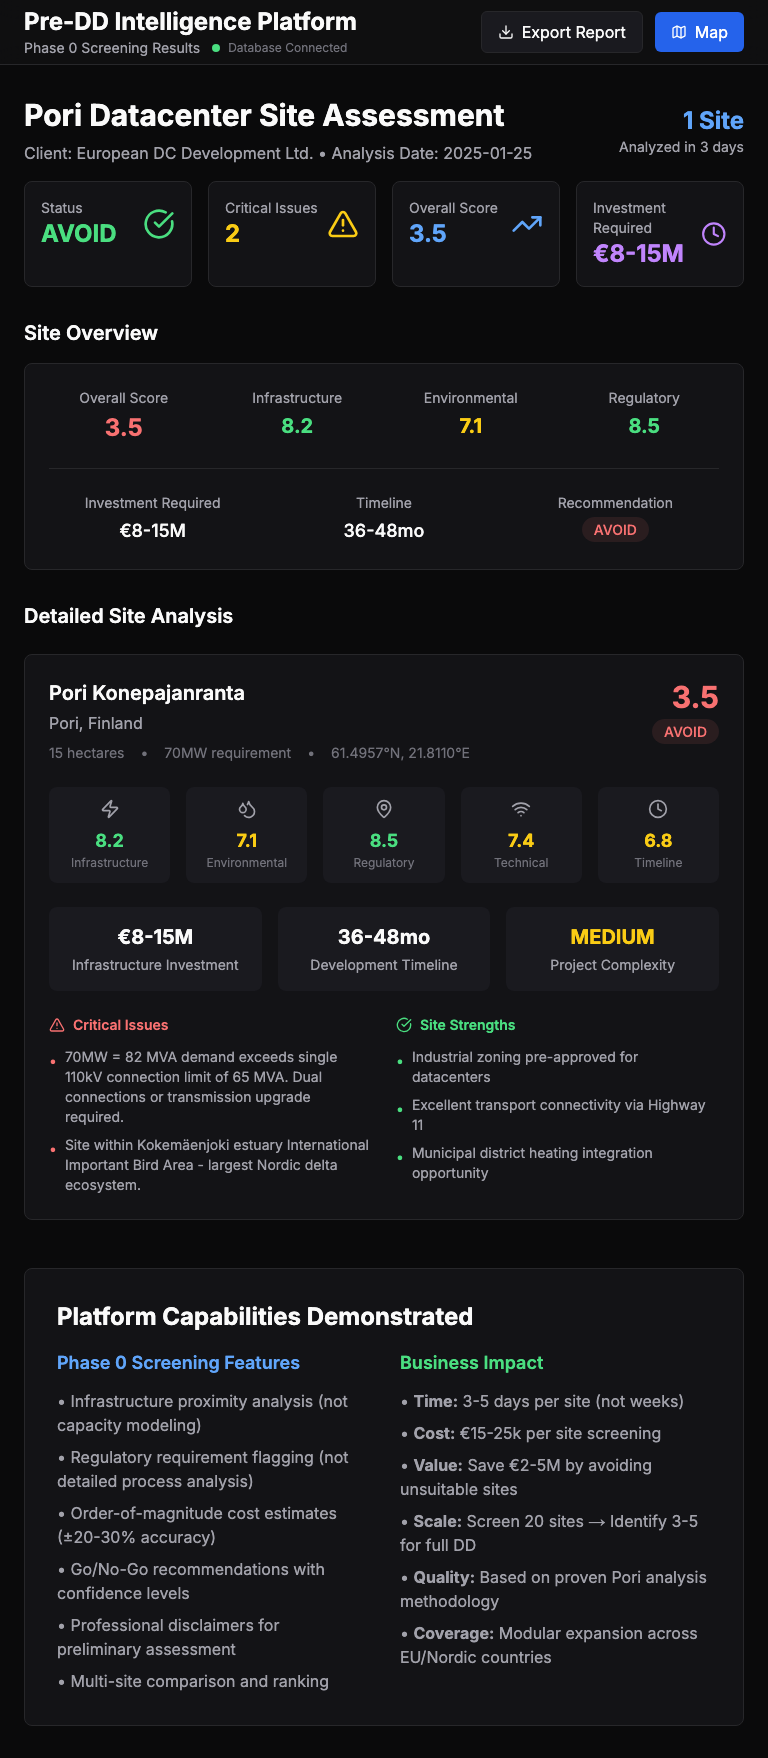 Pre-DD Intelligence Platform
Phase 0 Screening Results
Database Connected
Export Report
Map
Pori Datacenter Site Assessment
Client: European DC Development Ltd. • Analysis Date: 2025-01-25
1 Site
Analyzed in 3 days
Status
AVOID
Critical Issues
2
Overall Score
3.5
Investment
Required
€8-15M
Site Overview
Overall Score
3.5
Infrastructure
8.2
Environmental
7.1
Regulatory
8.5
Investment Required
€8-15M
Timeline
36-48mo
Recommendation
AVOID
Detailed Site Analysis
Pori Konepajanranta
Pori, Finland
15 hectares • 70MW requirement • 61.4957°N, 21.8110°E
3.5
AVOID
8.2
Infrastructure
7.1
Environmental
8.5
Regulatory
7.4
Technical
6.8
Timeline
€8-15M
Infrastructure Investment
36-48mo
Development Timeline
MEDIUM
Project Complexity
Critical Issues
• 70MW = 82 MVA demand exceeds single
110kV connection limit of 65 MVA. Dual
connections or transmission upgrade
required.
• Site within Kokemäenjoki estuary International
Important Bird Area - largest Nordic delta
ecosystem.
Site Strengths
• Industrial zoning pre-approved for
datacenters
• Excellent transport connectivity via Highway
11
• Municipal district heating integration
opportunity
Platform Capabilities Demonstrated
Phase 0 Screening Features
• Infrastructure proximity analysis (not
capacity modeling)
• Regulatory requirement flagging (not
detailed process analysis)
• Order-of-magnitude cost estimates
(±20-30% accuracy)
• Go/No-Go recommendations with
confidence levels
• Professional disclaimers for
preliminary assessment
• Multi-site comparison and ranking
Business Impact
• Time: 3-5 days per site (not weeks)
• Cost: €15-25k per site screening
• Value: Save €2-5M by avoiding
unsuitable sites
• Scale: Screen 20 sites → Identify 3-5
for full DD
• Quality: Based on proven Pori analysis
methodology
• Coverage: Modular expansion across
EU/Nordic countries